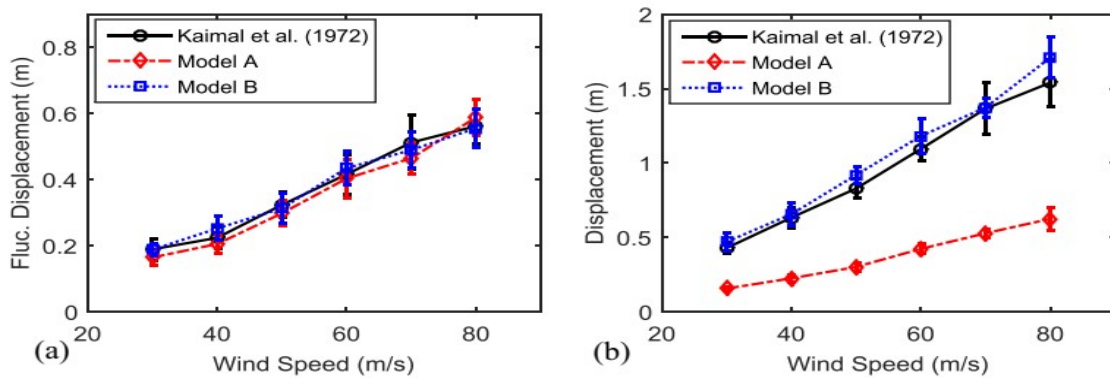 0.8
0.6
0.4
0.2
0
Fluc. Displacement (m)
Kaimal et al. (1972)
Model A
Model B
20 40 60 80
Wind Speed (m/s)
(a)
2
1.5
1
0.5
0
Displacement (m)
Kaimal et al. (1972)
Model A
Model B
20 40 60 80
Wind Speed (m/s)
(b)